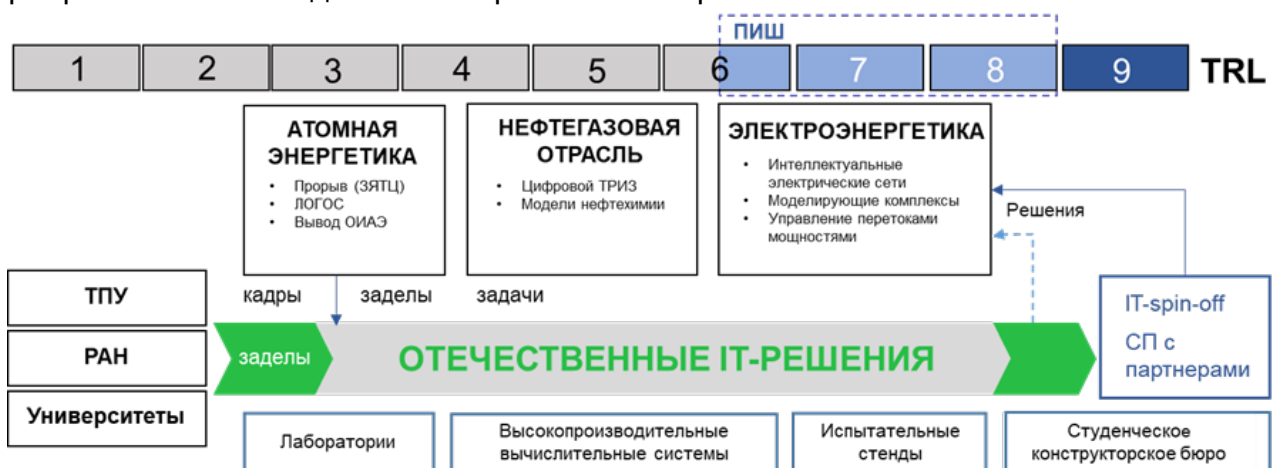 ПИШ
1 2 3 4 5 6 7 8 9 TRL
АТОМНАЯ
ЭНЕРГЕТИКА
• Прорыв (ЗЯТЦ)
• ЛОГОС
• Вывод ОИАЭ
НЕФТЕГАЗОВАЯ
ОТРАСЛЬ
• Цифровой ТРИЗ
• Модели нефтехимии
ЭЛЕКТРОЭНЕРГЕТИКА
• Интеллектуальные
электрические сети
• Моделирующие комплексы
• Управление перетоками
мощностями
Решения
ТПУ
РАН
Университеты
кадры заделы задачи
заделы
ОТЕЧЕСТВЕННЫЕ IT-РЕШЕНИЯ
IT-spin-off
СП с
партнерами
Лаборатории
Высокопроизводительные
вычислительные системы
Испытательные
стенды
Студенческое
конструкторское бюро